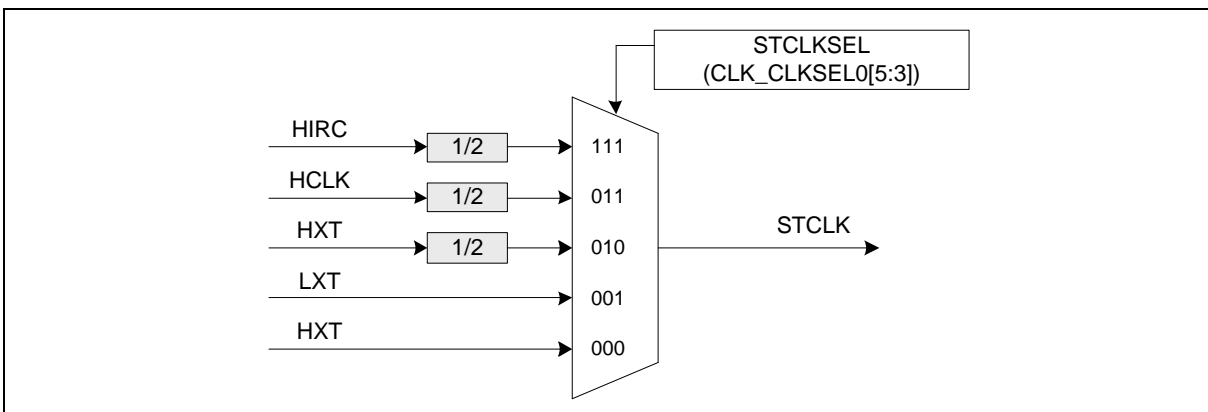 STCLKSEL
(CLK_CLKSEL0[5:3])
HIRC 1/2 111
HCLK 1/2 011
HXT 1/2 010
STCLK
LXT 001
HXT 000